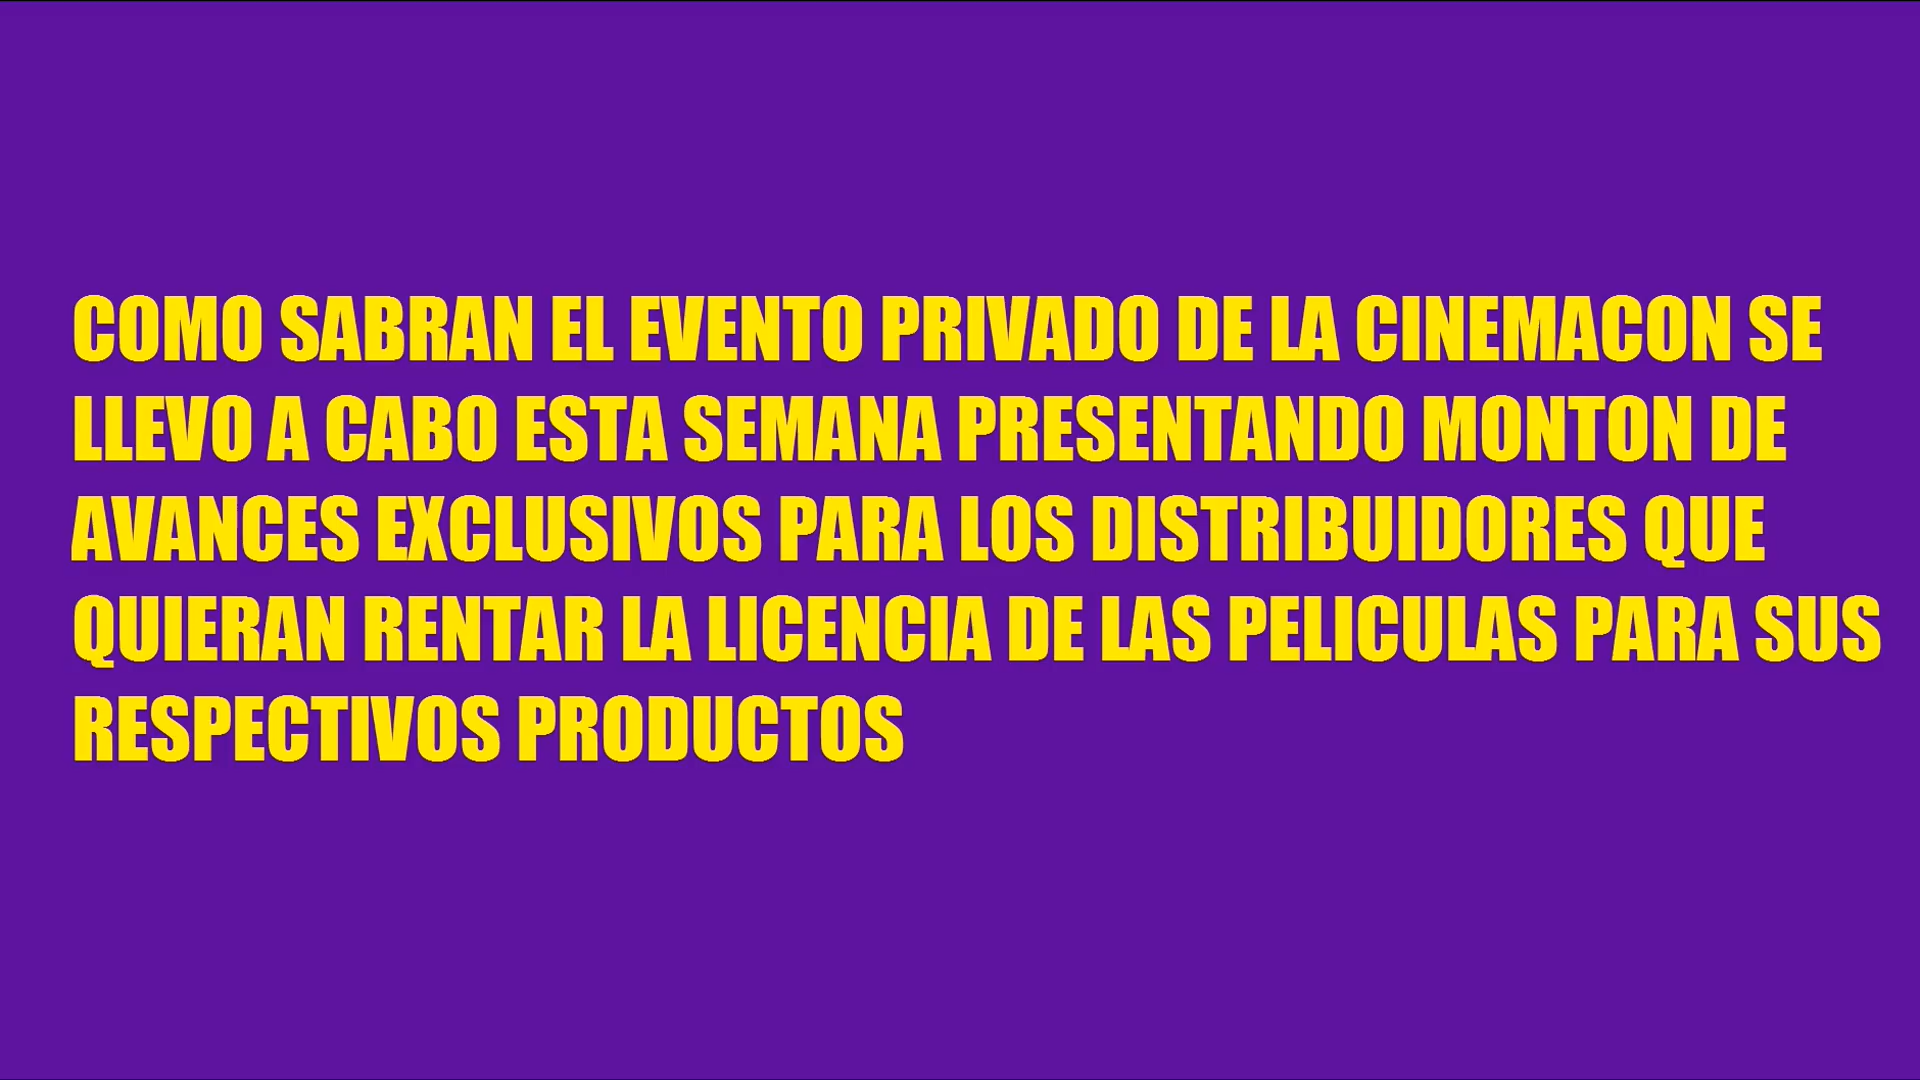 COMO SABRAN EL EVENTO PRIVADO DE LA CINEMACON SE
LLEVO A CABO ESTA SEMANA PRESENTANDO MONTON DE
AVANCES EXCLUSIVOS PARA LOS DISTRIBUIDORES QUE
QUIERAN RENTAR LA LICENCIA DE LAS PELICULAS PARA SUS
RESPECTIVOS PRODUCTOS